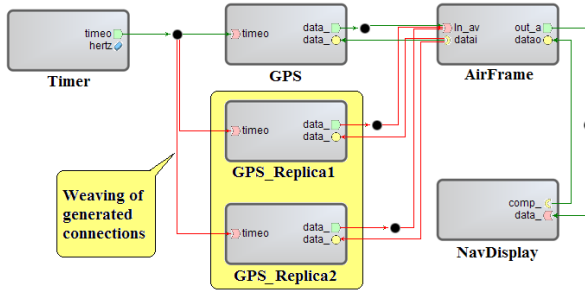 timeo
hertz
Timer
timeo
data_
data_
GPS
In_av
datai
out_a
datao
AirFrame
timeo
data_
data_
GPS_Replica1
Weaving of
generated
connections
timeo
data_
data_
GPS_Replica2
comp_
data_
NavDisplay